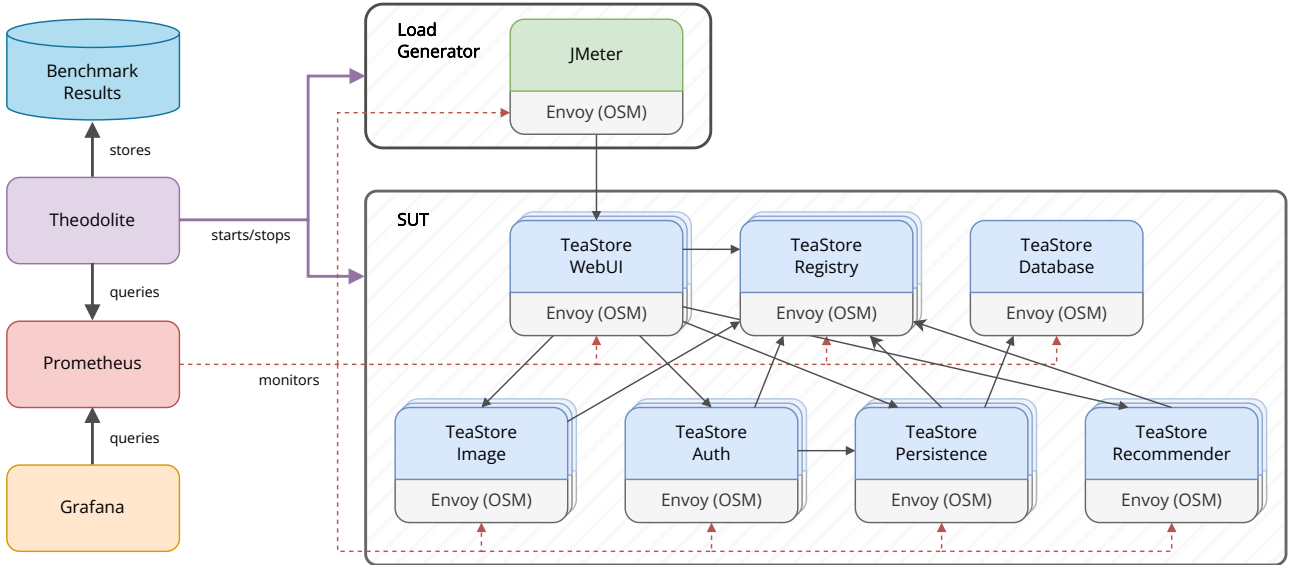 Benchmark
Results
stores
Theodolite
starts/stops
queries
Prometheus
monitors
queries
Grafana
Load
Generator
JMeter
Envoy (OSM)
SUT
TeaStore
WebUI
Envoy (OSM)
TeaStore
Registry
Envoy (OSM)
TeaStore
Database
Envoy (OSM)
TeaStore
Image
Envoy (OSM)
TeaStore
Auth
Envoy (OSM)
TeaStore
Persistence
Envoy (OSM)
TeaStore
Recommender
Envoy (OSM)